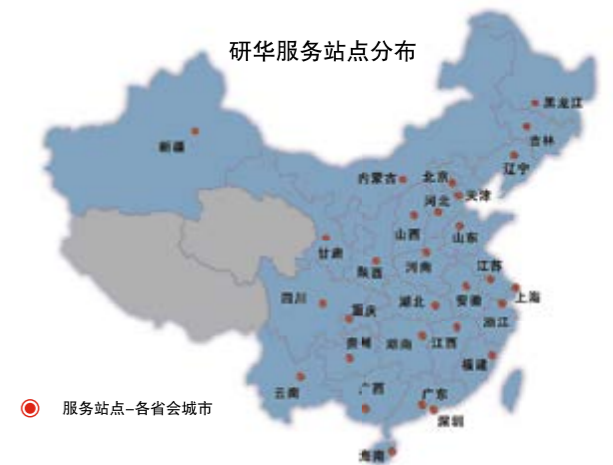 研华服务站点分布
黑龙江
吉林
辽宁
新疆
内蒙古
北京
天津
河北
山西
山东
甘肃
陕西
河南
江苏
四川
重庆
湖北
安徽
上海
浙江
湖南
江西
福建
云南
广西
广东
深圳
海南
服务站点-各省会城市